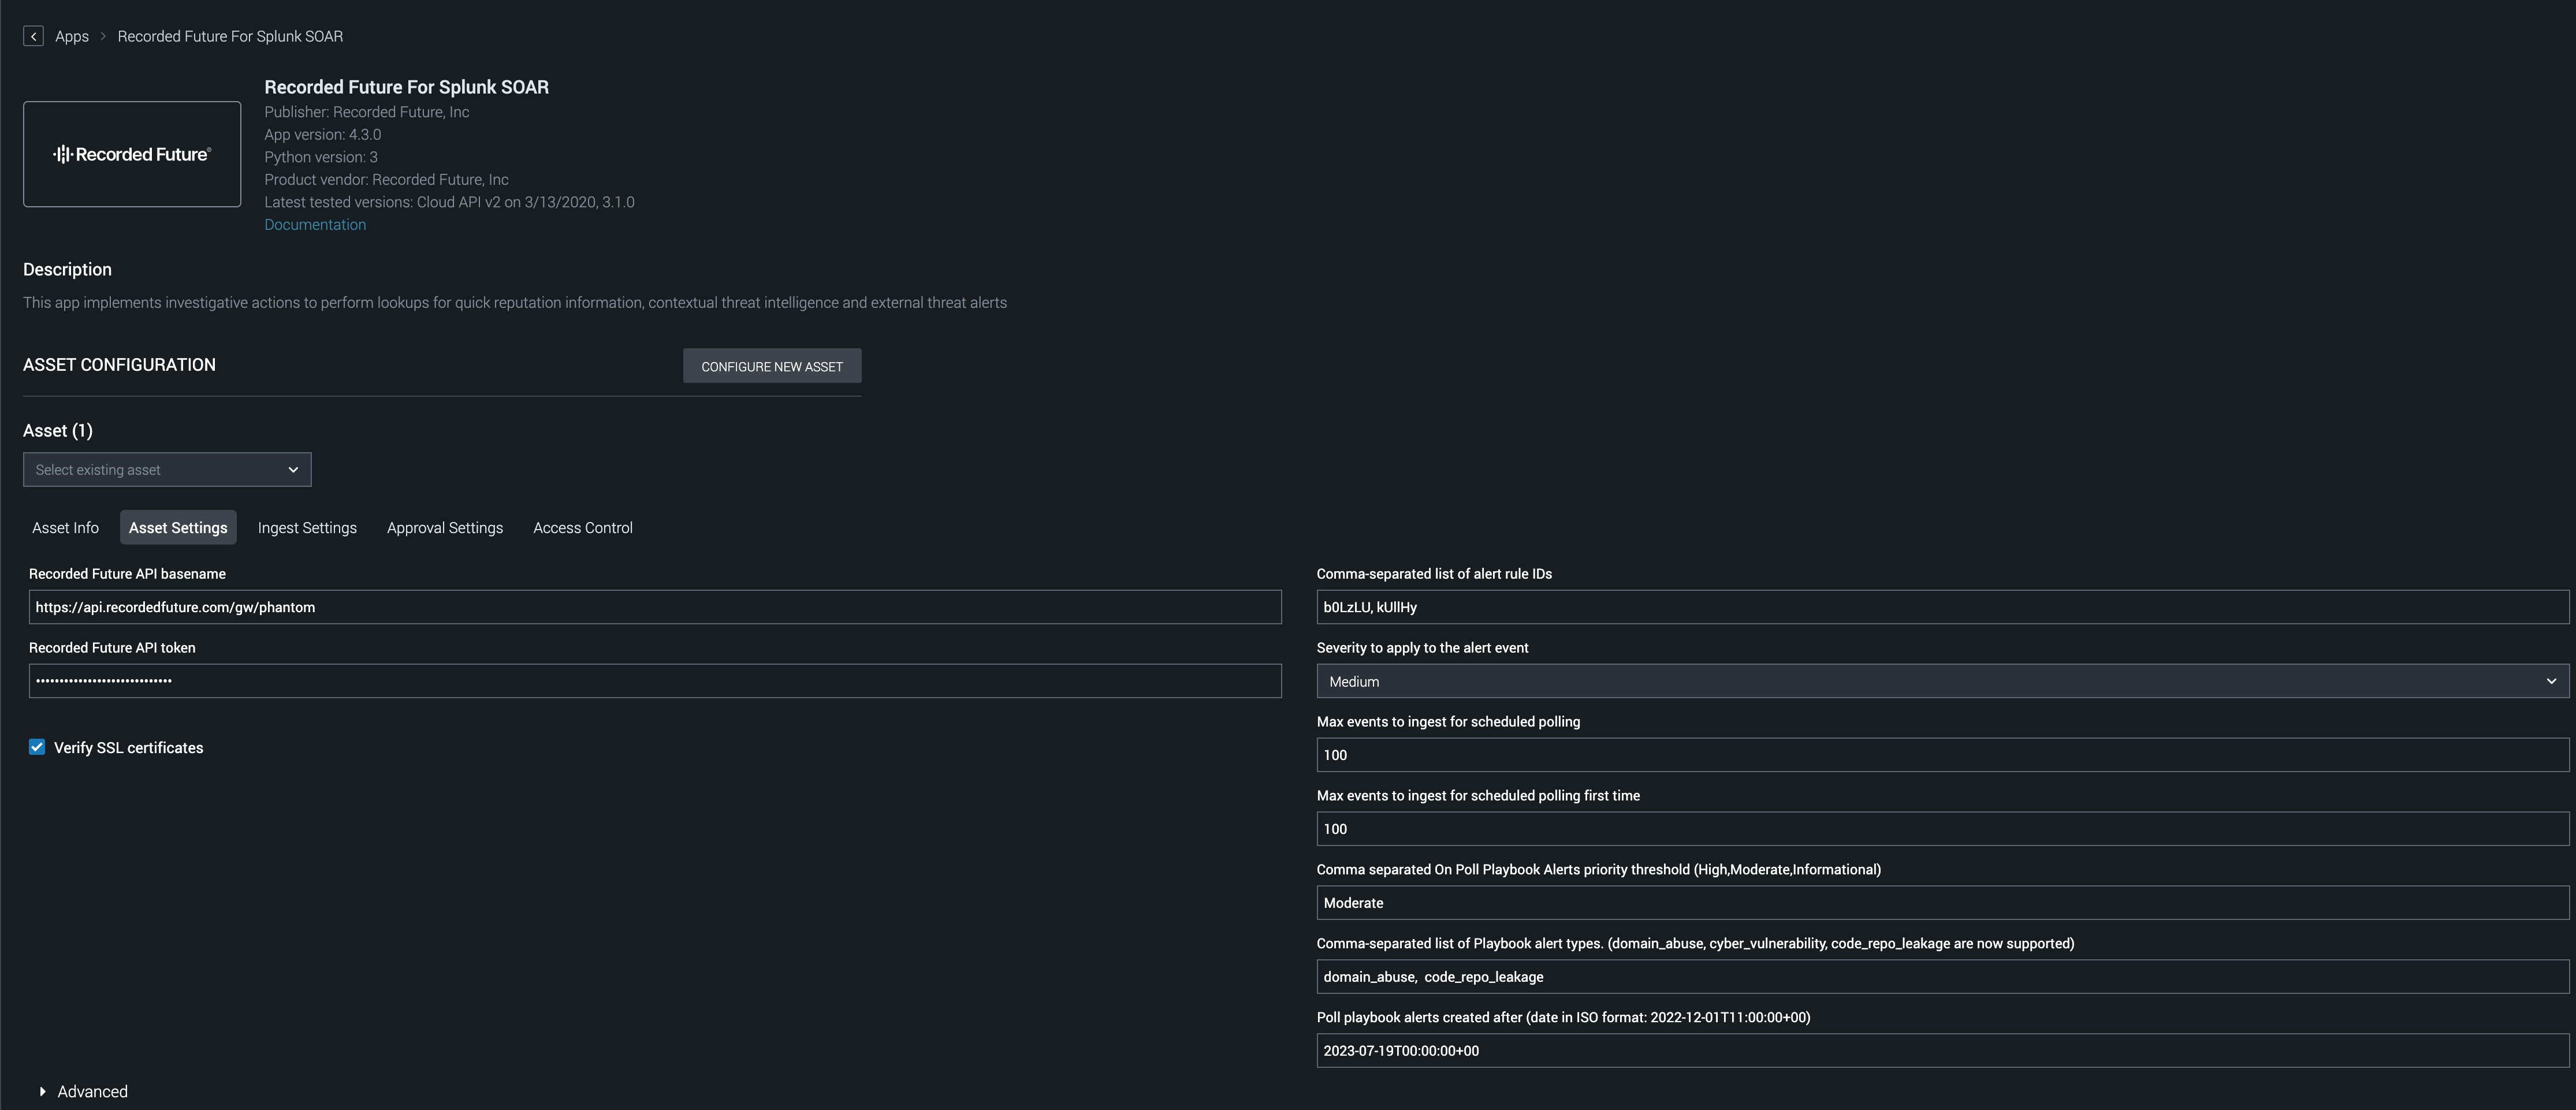 Apps > Recorded Future For Splunk SOAR
Recorded Future For Splunk SOAR
Publisher: Recorded Future, Inc
App version: 4.3.0
Python version: 3
Product vendor: Recorded Future, Inc
Latest tested versions: Cloud API v2 on 3/13/2020, 3.1.0
Documentation
Recorded Future®
Description
This app implements investigative actions to perform lookups for quick reputation information, contextual threat intelligence and external threat alerts
ASSET CONFIGURATION
CONFIGURE NEW ASSET
Asset (1)
Select existing asset
Asset Info Asset Settings Ingest Settings Approval Settings Access Control
Recorded Future API basename
https://api.recordedfuture.com/gw/phantom
Recorded Future API token
•••••••••••••••••••••••••••••
Verify SSL certificates
Comma-separated list of alert rule IDs
b0LzLU, kUllHy
Severity to apply to the alert event
Medium
Max events to ingest for scheduled polling
100
Max events to ingest for scheduled polling first time
100
Comma separated On Poll Playbook Alerts priority threshold (High,Moderate,Informational)
Moderate
Comma-separated list of Playbook alert types. (domain_abuse, cyber_vulnerability, code_repo_leakage are now supported)
domain_abuse,  code_repo_leakage
Poll playbook alerts created after (date in ISO format: 2022-12-01T11:00:00+00)
2023-07-19T00:00:00+00
Advanced